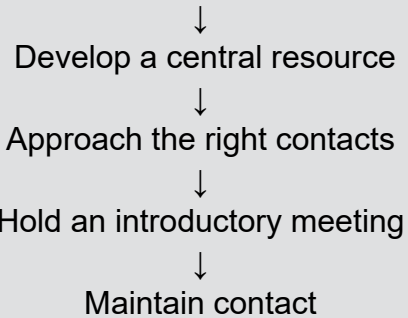 ↓
Develop a central resource
↓
Approach the right contacts
↓
Hold an introductory meeting
↓
Maintain contact